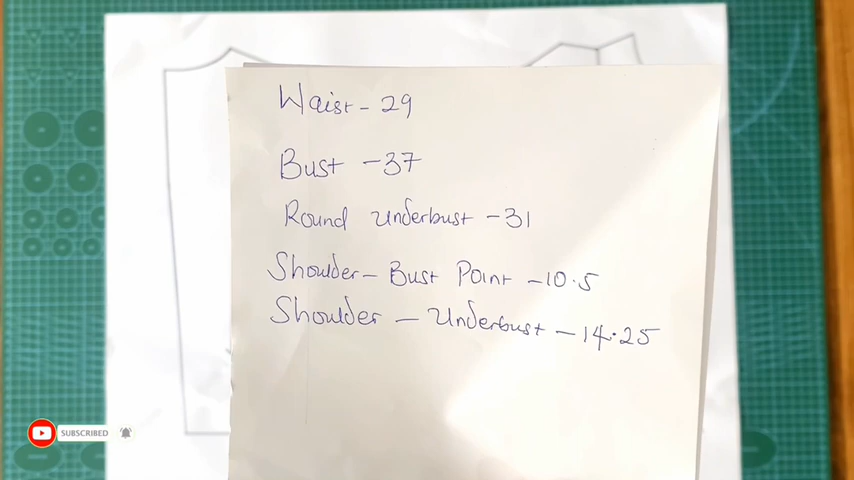 Waist - 29
Bust - 37
Round Underbust - 31
Shoulder - Bust Point - 10.5
Shoulder - Underbust - 14.25
SUBSCRIBED